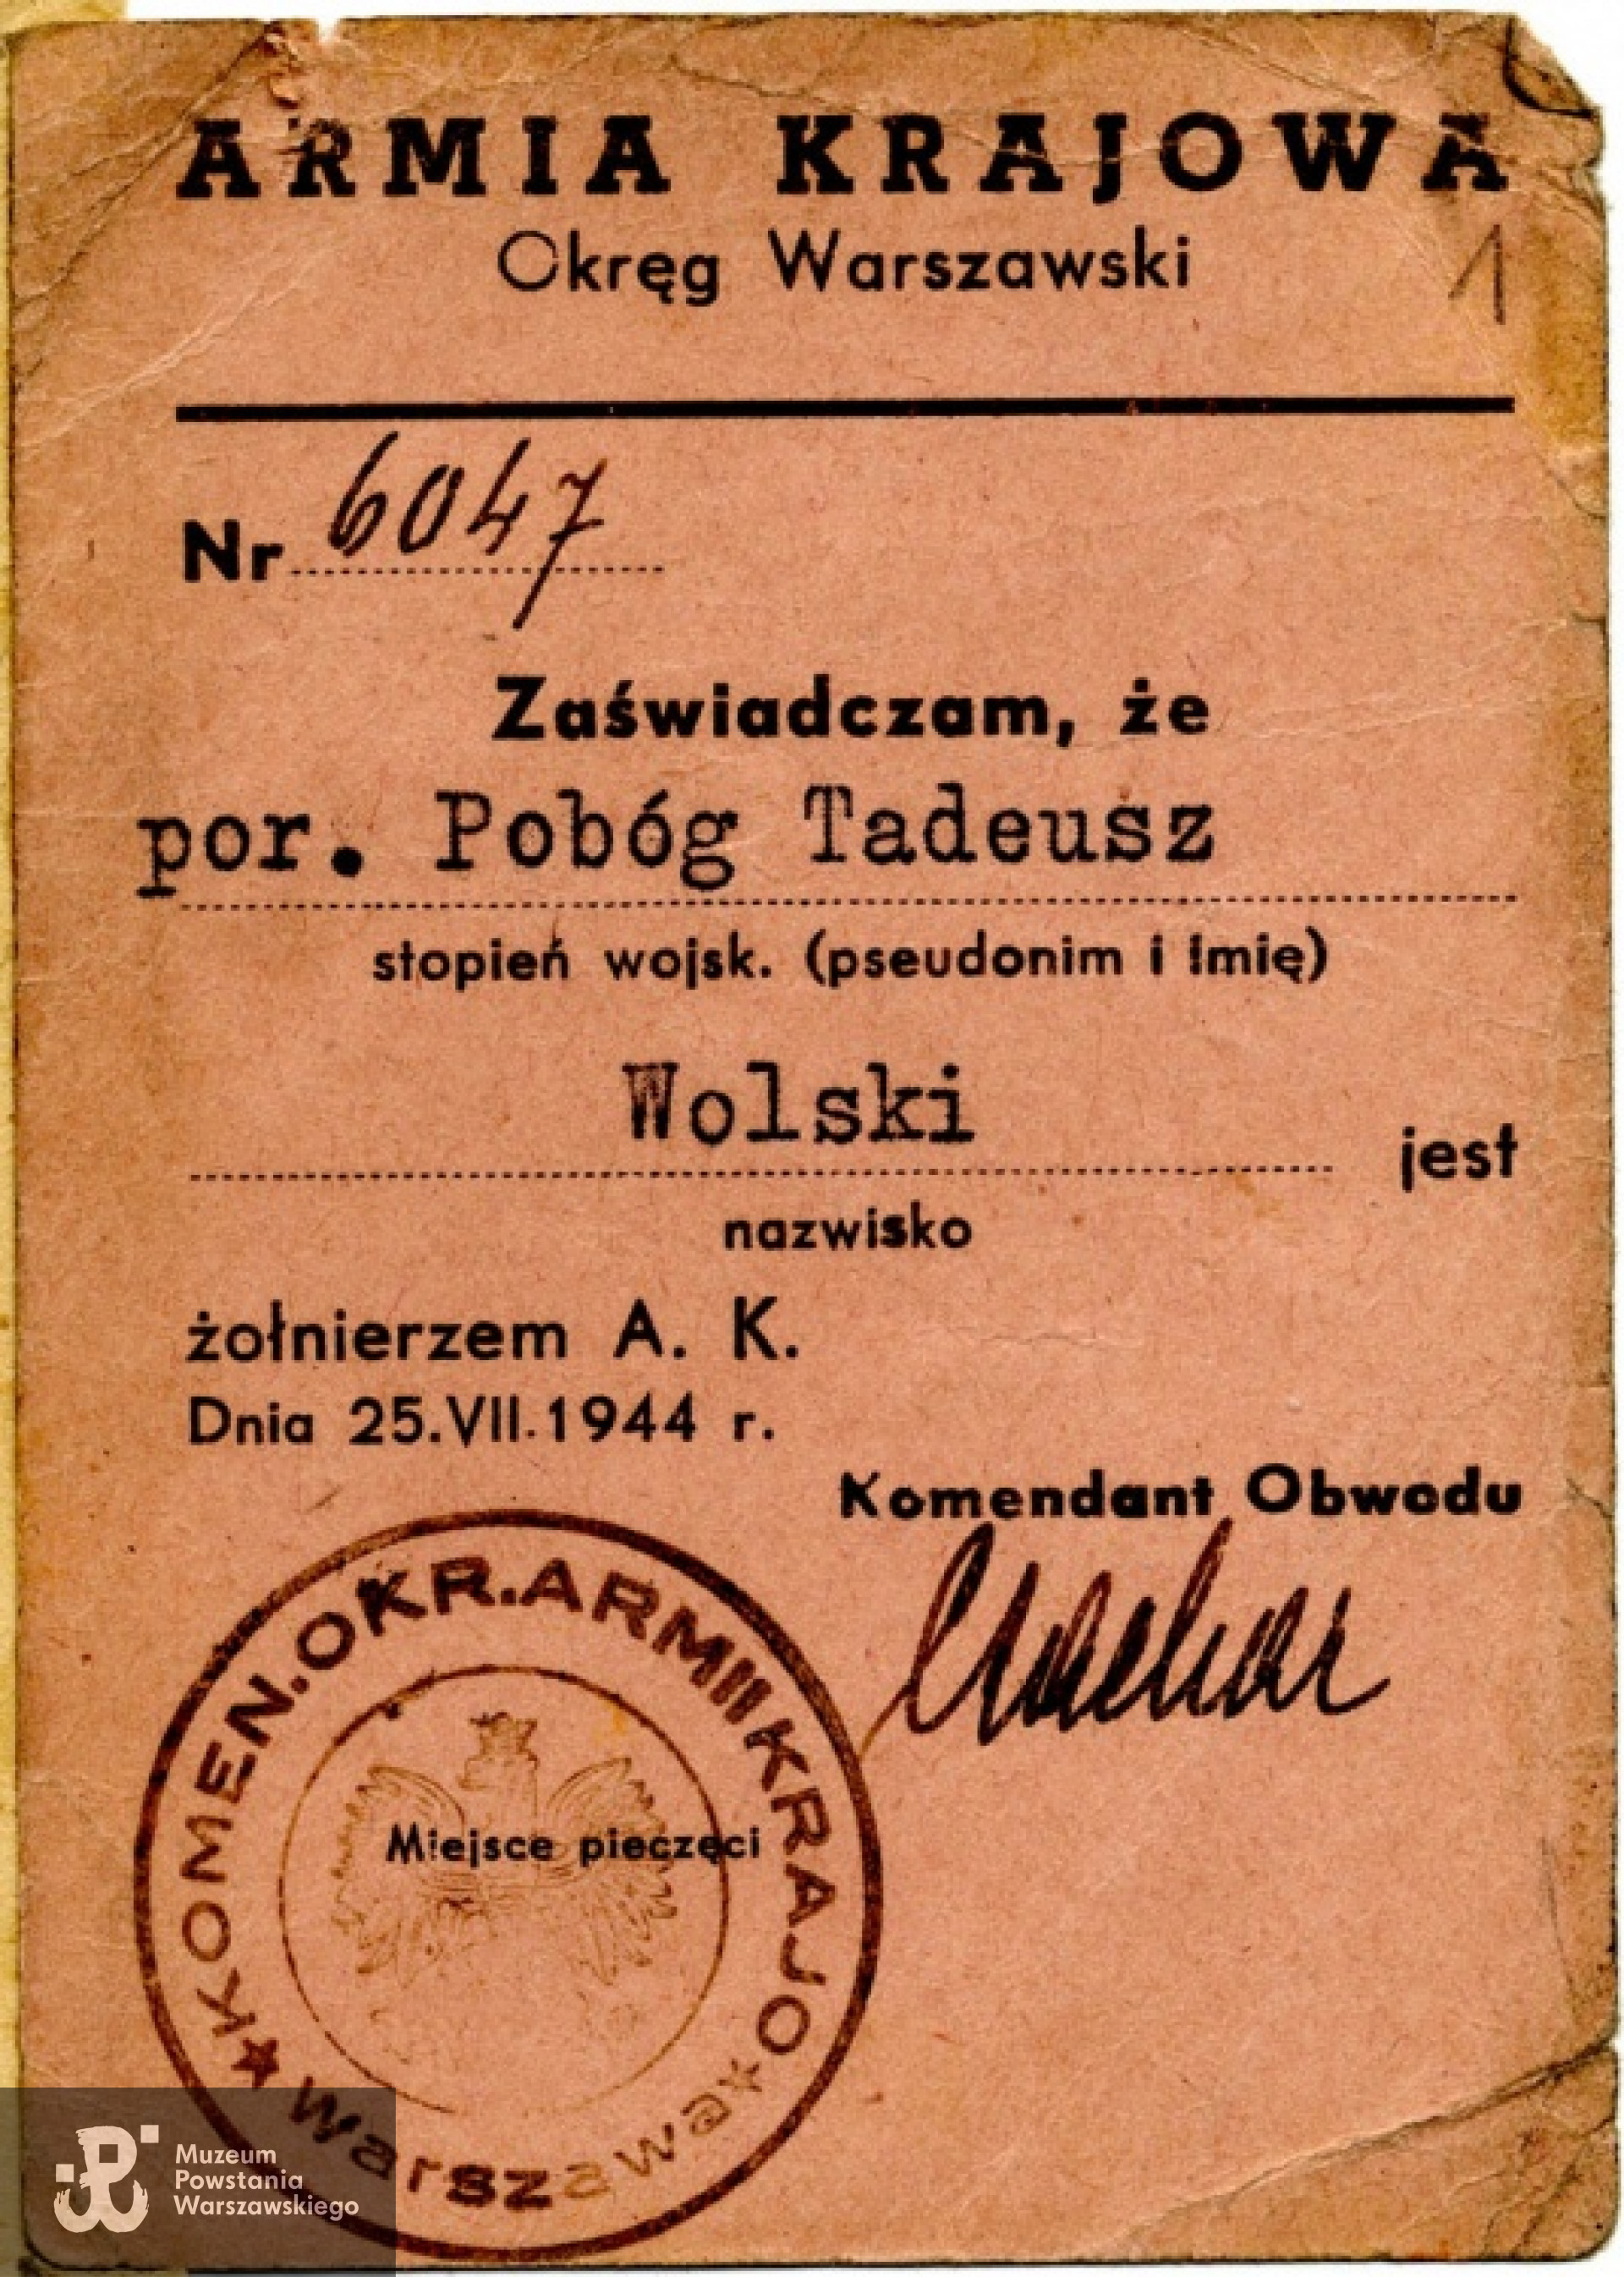 ARMIA KRAJOWA
Okręg Warszawski
1
Nr 6047
Zaświadczam, że
por. Pobóg Tadeusz
stopień wojsk. (pseudonim i imię)
Wolski
jest
nazwisko
żołnierzem A. K.
Dnia 25.VII.1944 r.
Komendant Obwodu
KOMEN. OKR. ARMII KRAJO
Warszawa
Miejsce pieczęci
Muzeum
Powstania
Warszawskiego